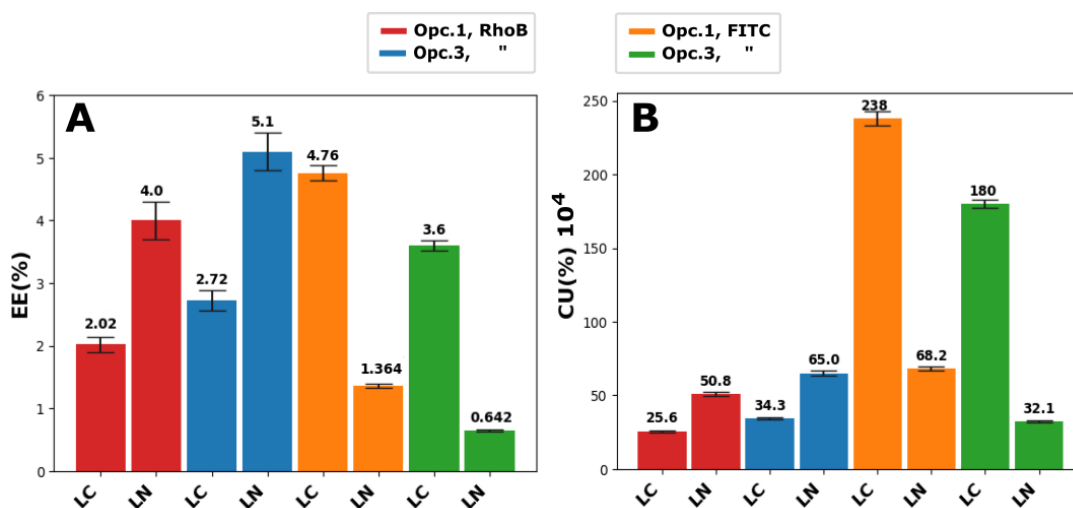 Opc.1, RhoB
Opc.3, "
Opc.1, FITC
Opc.3, "
A
EE(%)
6
5
4
3
2
1
0
2.02
4.0
2.72
5.1
4.76
1.364
3.6
0.642
LC
LN
LC
LN
LC
LN
LC
LN
B
CU(%) 10⁴
250
200
150
100
50
0
25.6
50.8
34.3
65.0
238
68.2
180
32.1
LC
LN
LC
LN
LC
LN
LC
LN